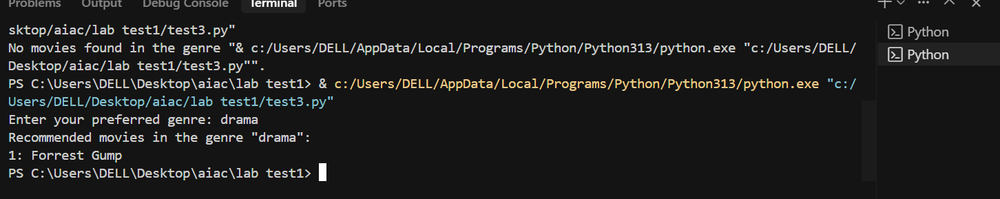 Problems Output Debug Console Terminal Ports
sktop/aiac/lab test1/test3.py"
No movies found in the genre "& c:/Users/DELL/AppData/Local/Programs/Python/Python313/python.exe "c:/Users/DELL/
Desktop/aiac/lab test1/test3.py"".
PS C:\Users\DELL\Desktop\aiac\lab test1> & c:/Users/DELL/AppData/Local/Programs/Python/Python313/python.exe "c:/
Users/DELL/Desktop/aiac/lab test1/test3.py"
Enter your preferred genre: drama
Recommended movies in the genre "drama":
1: Forrest Gump
PS C:\Users\DELL\Desktop\aiac\lab test1>
Python
Python